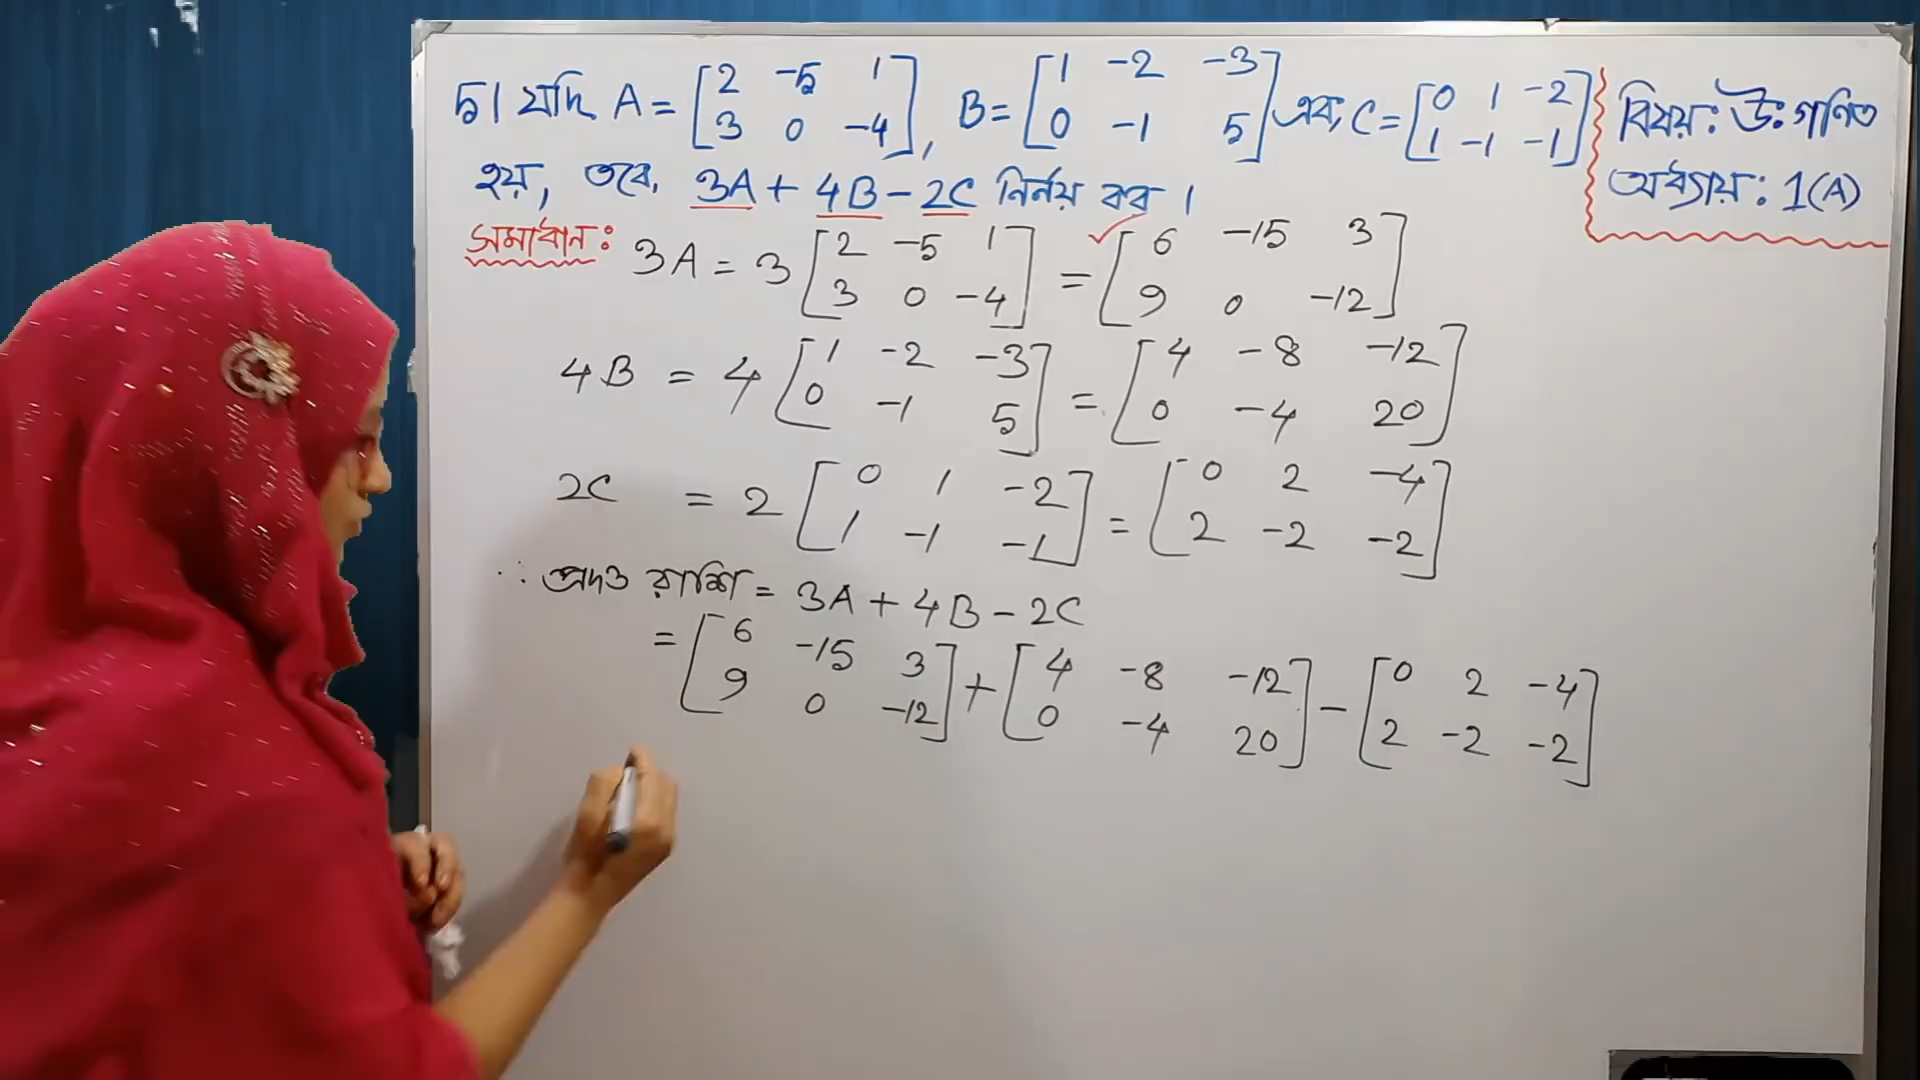 ৮। যদি A = [2 -5 1
3 0 -4], B = [1 -2 -3
0 -1 5] এবং C = [0 1 -2
1 -1 -1]
হয়, তবে, 3A + 4B - 2C নির্নয় কর।
বিষয়: উঃ গণিত
অধ্যায়: 1(A)
সমাধান: 3A = 3 [2 -5 1
3 0 -4] = [6 -15 3
9 0 -12]
4B = 4 [1 -2 -3
0 -1 5] = [4 -8 -12
0 -4 20]
2C = 2 [0 1 -2
1 -1 -1] = [0 2 -4
2 -2 -2]
∴ প্রদত্ত রাশি = 3A + 4B - 2C
= [6 -15 3
9 0 -12] + [4 -8 -12
0 -4 20] - [0 2 -4
2 -2 -2]